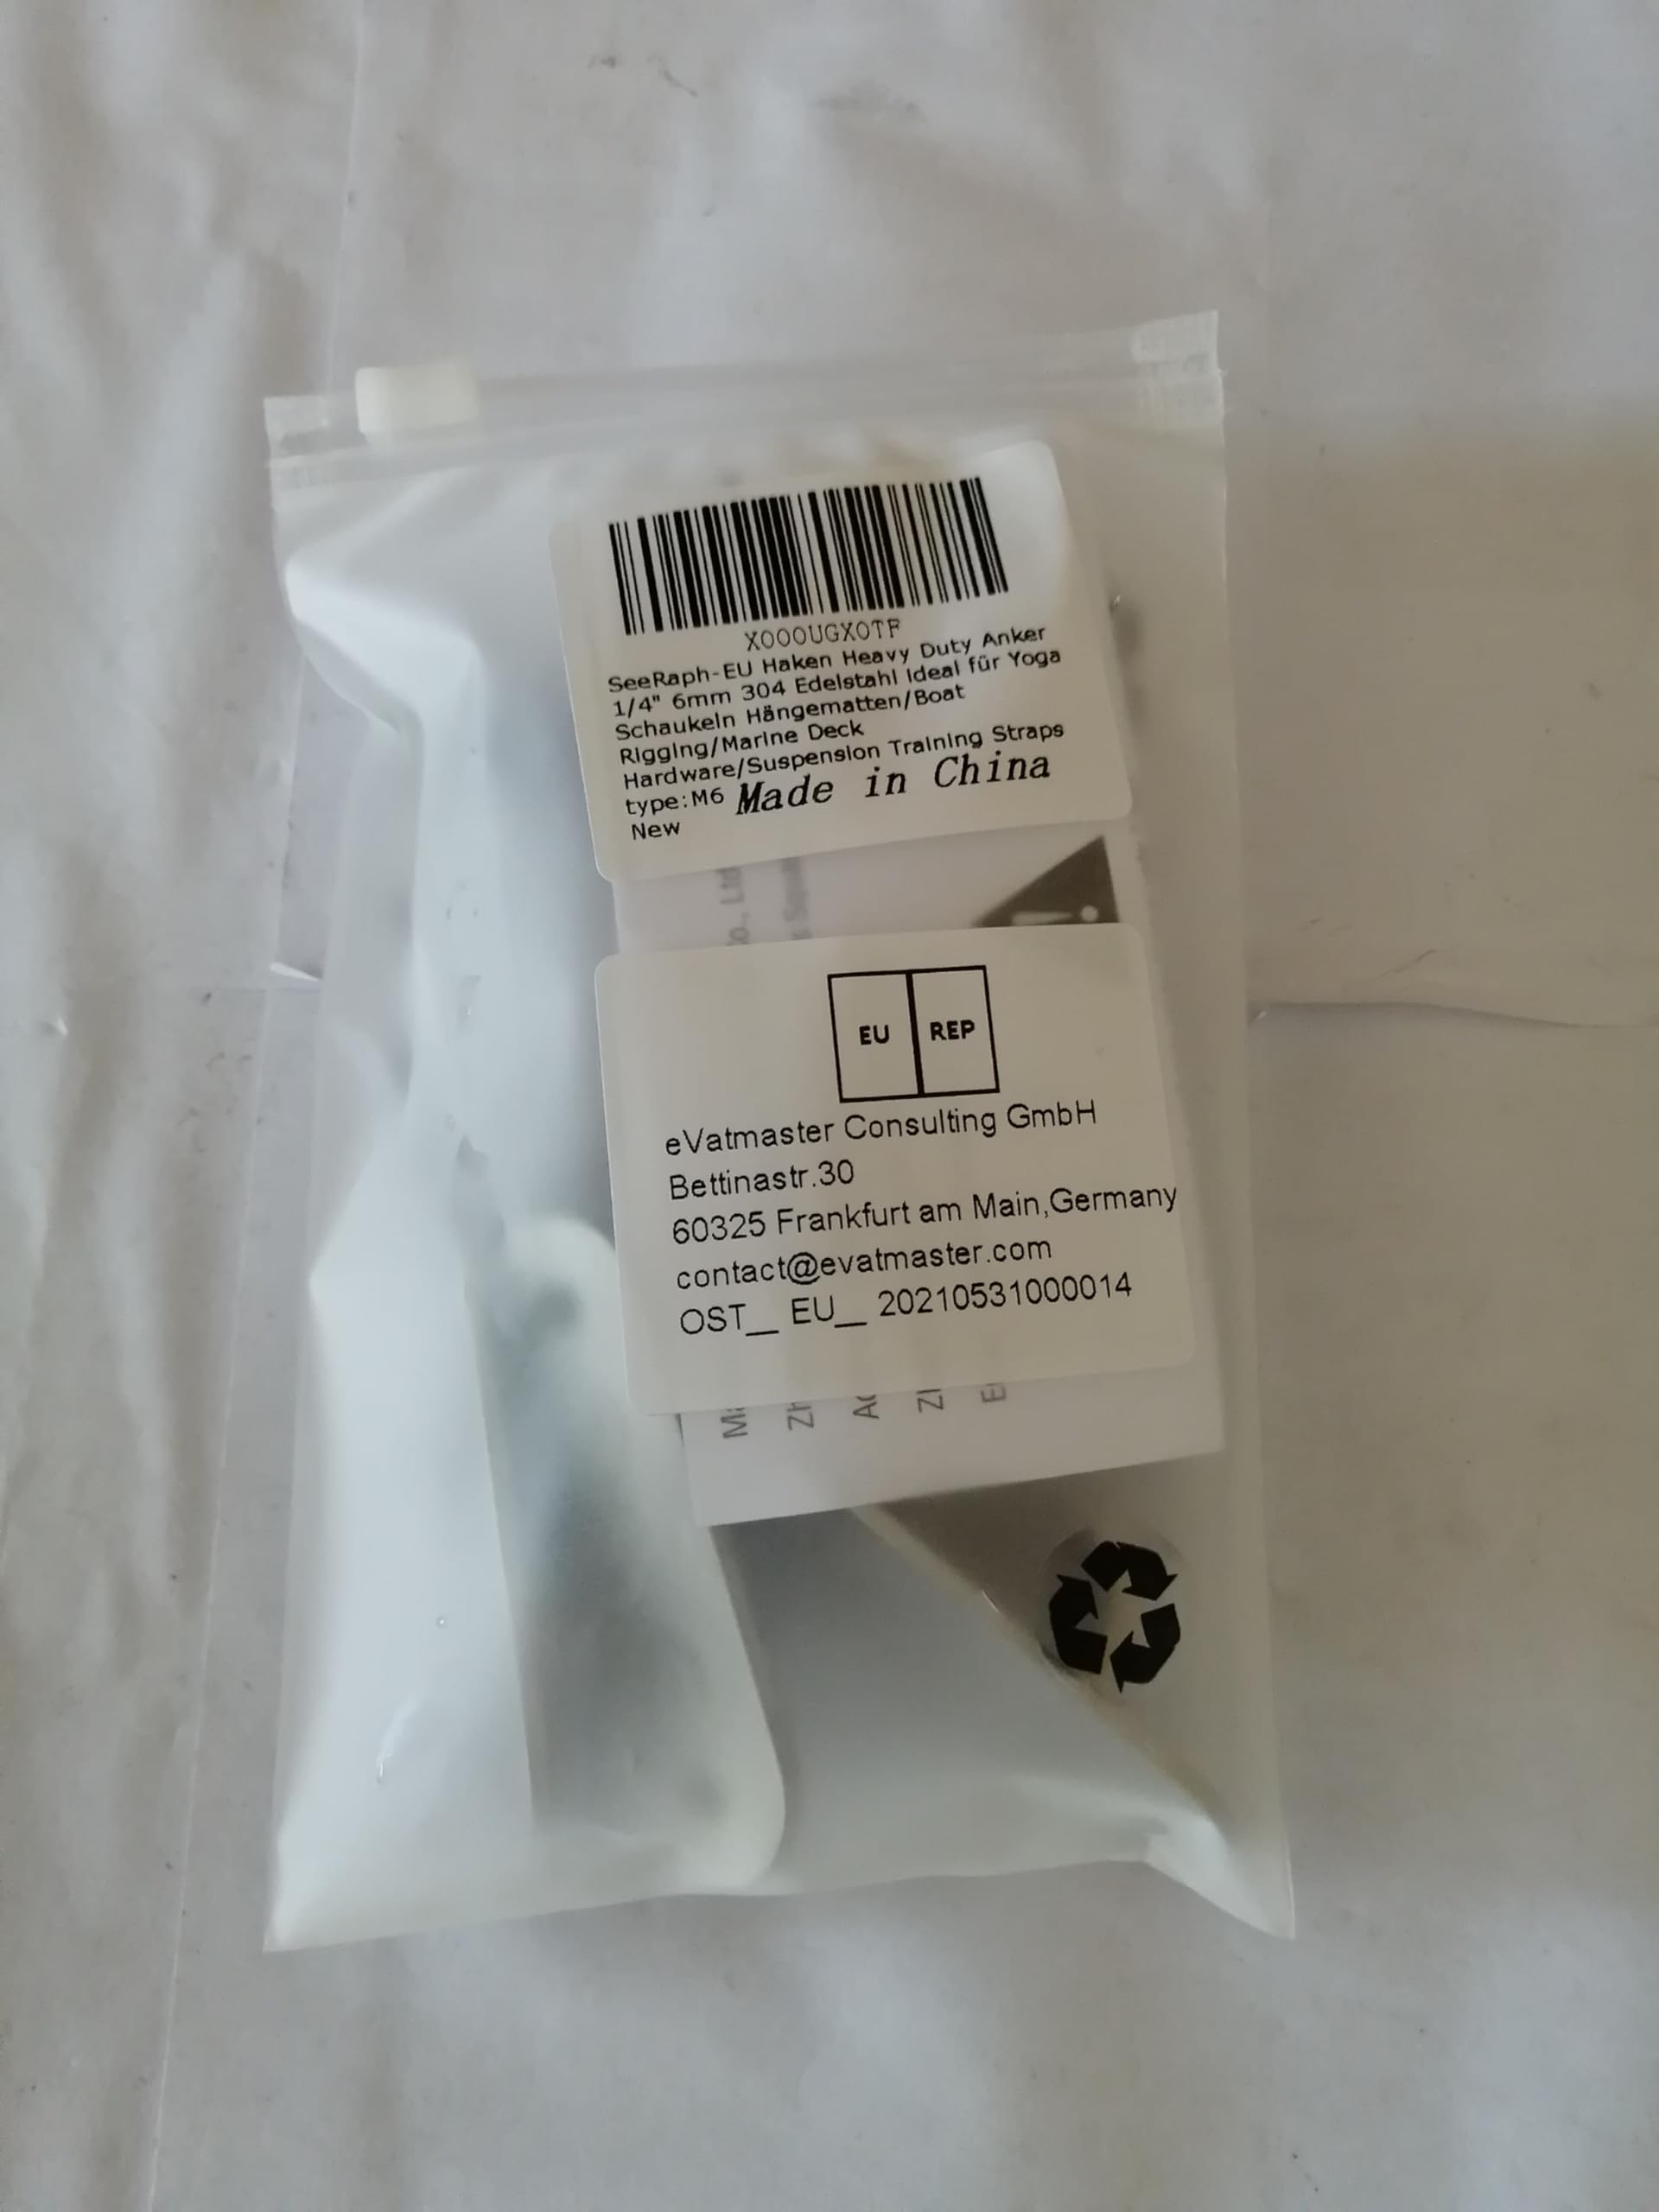 X000UGXOTF
SeeRaph-EU Haken Heavy Duty Anker
1/4" 6mm 304 Edelstahl Ideal für Yoga
Schaukeln Hängematten/Boat
Rigging/Marine Deck
Hardware/Suspension Training Straps
type:M6 Made in China
New
o., Ltd
EU REP
eVatmaster Consulting GmbH
Bettinastr.30
60325 Frankfurt am Main,Germany
contact@evatmaster.com
OST__ EU__ 20210531000014